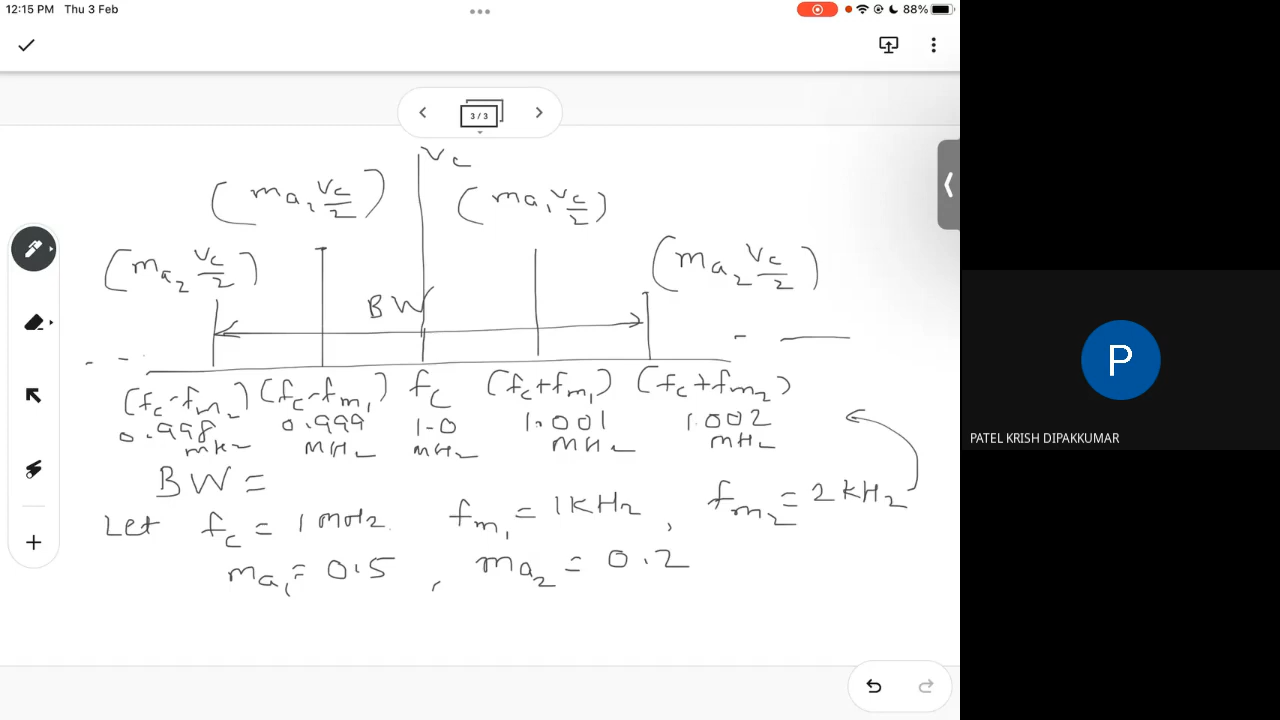 12:15 PM Thu 3 Feb
88%
3 / 3
Vc
(ma1 Vc/2) (ma1 Vc/2)
(ma2 Vc/2) (ma2 Vc/2)
BW
(fc-fm2) (fc-fm1) fc (fc+fm1) (fc+fm2)
0.998 0.999 1.0 1.001 1.002
MHz MHz MHz MHz MHz
BW =
Let fc = 1 MHz. fm1 = 1 KHz, fm2 = 2 KHz
ma1 = 0.5, ma2 = 0.2
P
PATEL KRISH DIPAKKUMAR